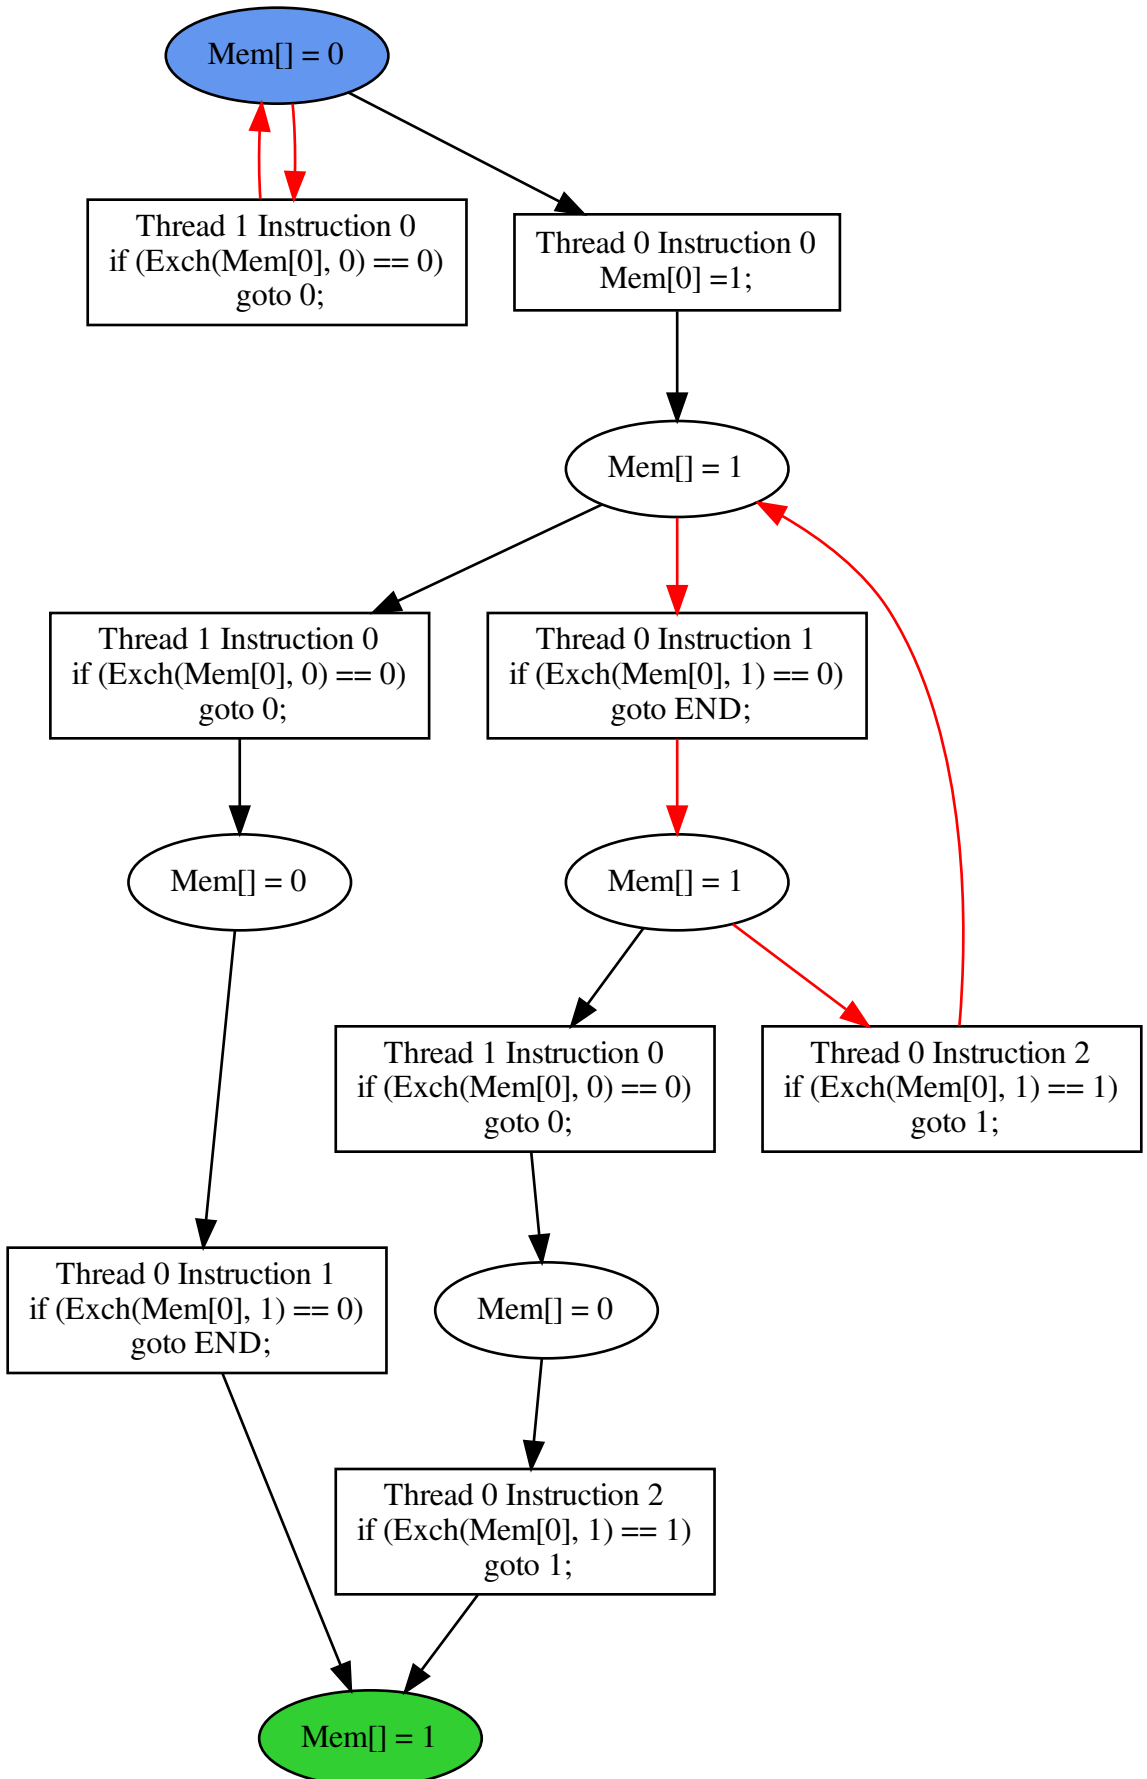 Mem[] = 0
Thread 1 Instruction 0
if (Exch(Mem[0], 0) == 0)
goto 0;
Thread 0 Instruction 0
Mem[0] =1;
Mem[] = 1
Thread 1 Instruction 0
if (Exch(Mem[0], 0) == 0)
goto 0;
Thread 0 Instruction 1
if (Exch(Mem[0], 1) == 0)
goto END;
Mem[] = 0
Mem[] = 1
Thread 1 Instruction 0
if (Exch(Mem[0], 0) == 0)
goto 0;
Thread 0 Instruction 2
if (Exch(Mem[0], 1) == 1)
goto 1;
Thread 0 Instruction 1
if (Exch(Mem[0], 1) == 0)
goto END;
Mem[] = 0
Thread 0 Instruction 2
if (Exch(Mem[0], 1) == 1)
goto 1;
Mem[] = 1